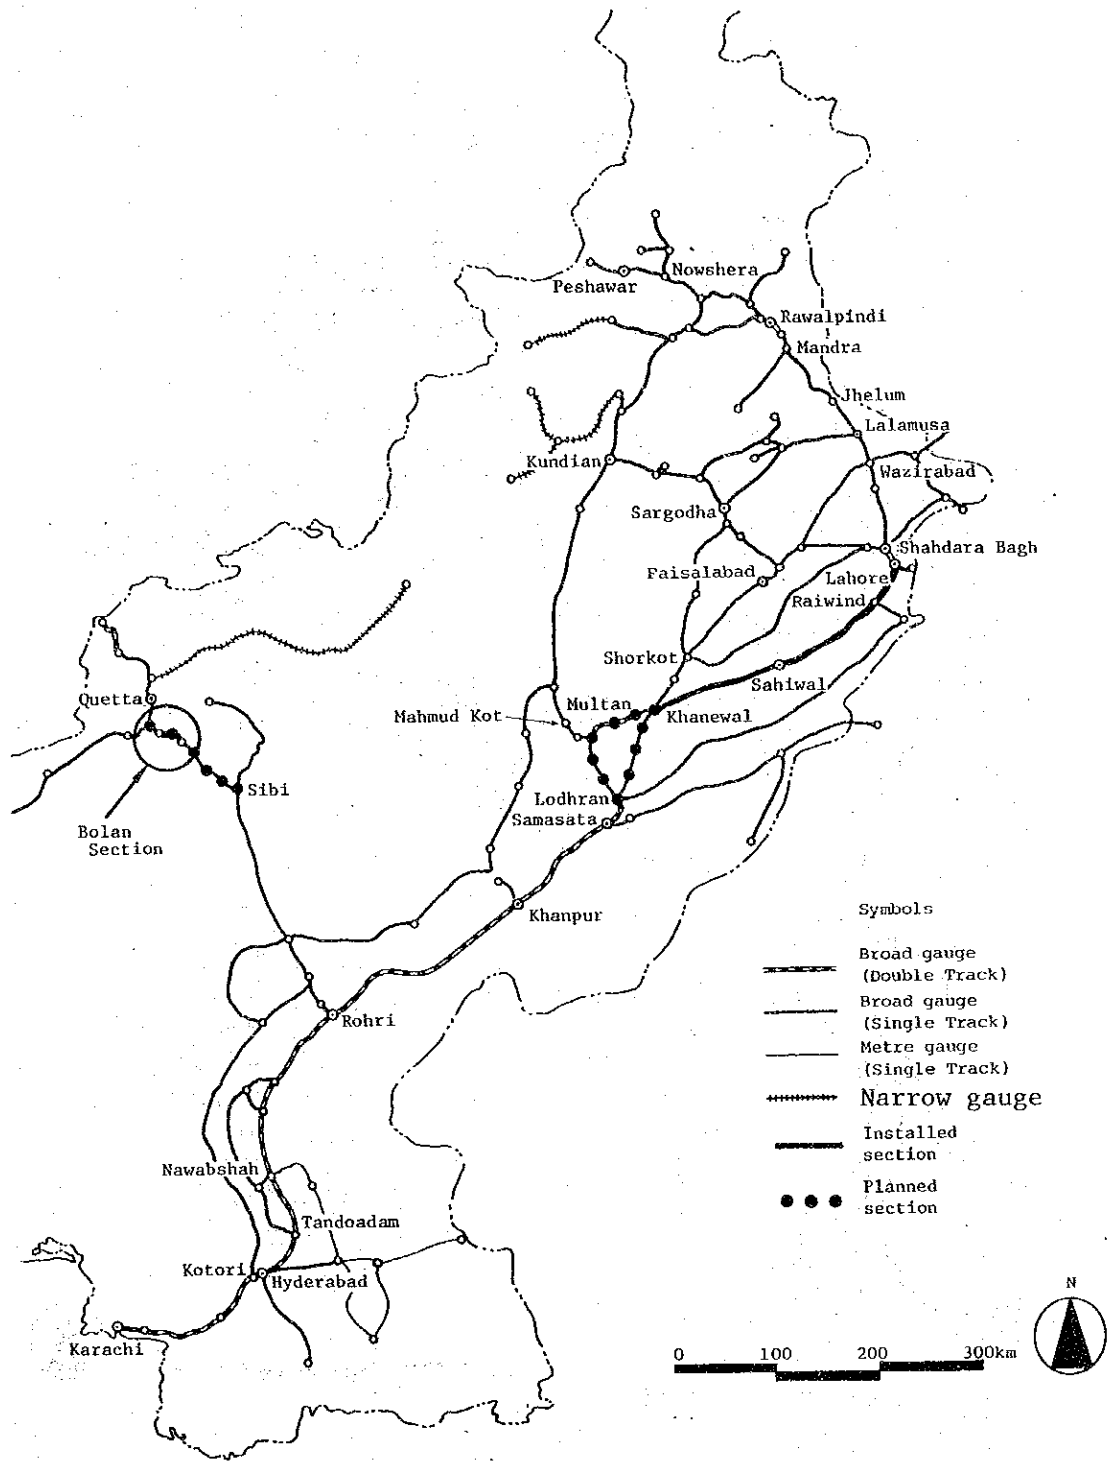 Nowshera
Peshawar
Rawalpindi
Mandra
Jhelum
Lalamusa
Kundian
Wazirabad
Sargodha
Shahdara Bagh
Faisalabad
Lahore
Raiwind
Shorkot
Sahiwal
Quetta
Multan
Mahmud Kot
Khanewal
Sibi
Lodhran
Samasata
Bolan
Section
Khanpur
Rohri
Nawabshah
Tandoadam
Kotori
Hyderabad
Karachi
Symbols
Broad gauge
(Double Track)
Broad gauge
(Single Track)
Metre gauge
(Single Track)
Narrow gauge
Installed
section
Planned
section
N
0 100 200 300km